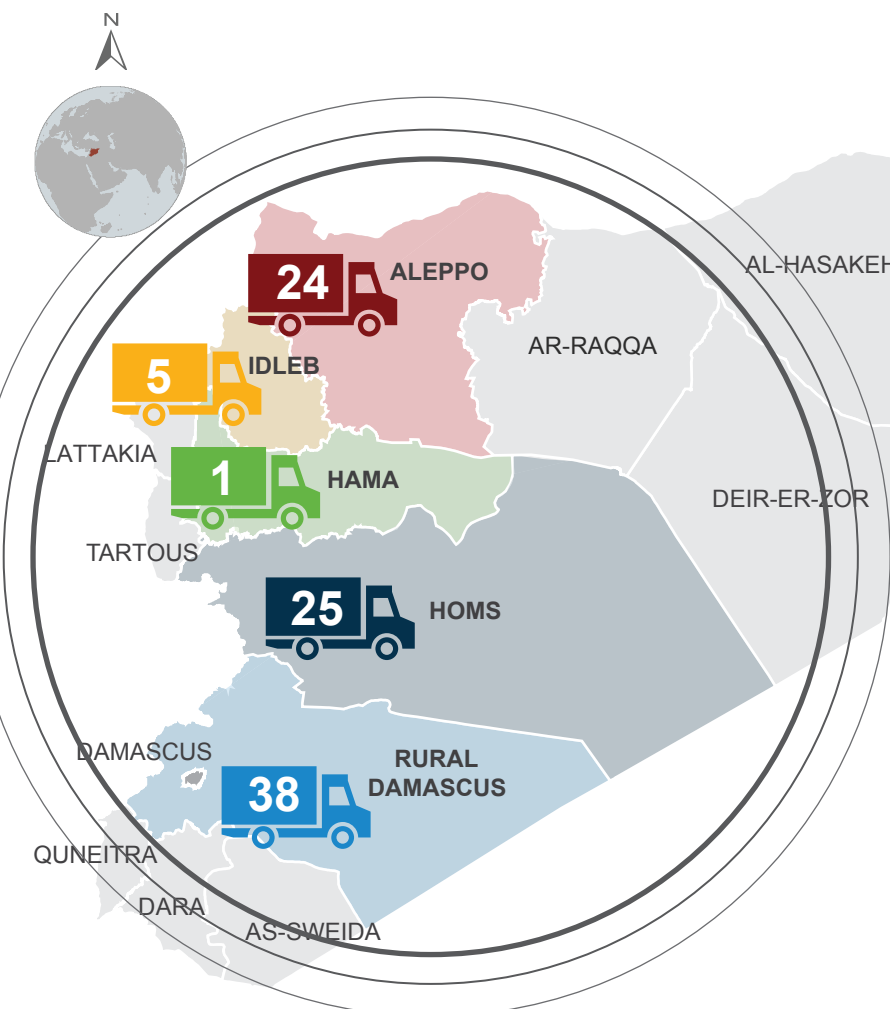 N
24
ALEPPO
AL-HASAKEH
AR-RAQQA
5
IDLEB
LATTAKIA
1
HAMA
DEIR-ER-ZOR
TARTOUS
25
HOMS
DAMASCUS
RURAL
DAMASCUS
38
QUNEITRA
DARA
AS-SWEIDA